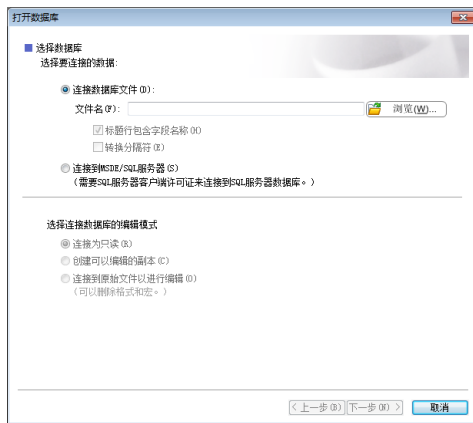 打开数据库
选择数据库
选择要连接的数据:
连接数据库文件(D):
文件名(F): 浏览(W)...
标题行包含字段名称(H)
转换分隔符(E)
连接到MSDE/SQL服务器(S)
(需要SQL服务器客户端许可证来连接到SQL服务器数据库。)
选择连接数据库的编辑模式
连接为只读(R)
创建可以编辑的副本(C)
连接到原始文件以进行编辑(O)
(可以删除格式和宏。)
< 上一步(B) 下一步(N) > 取消